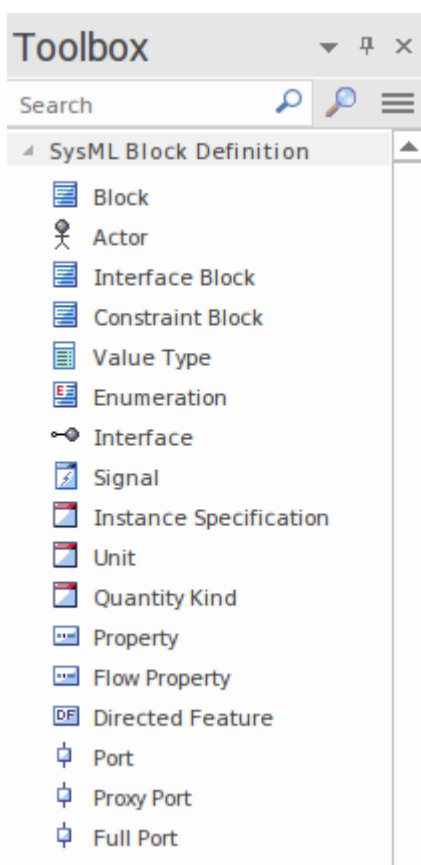 Toolbox
Search
SysML Block Definition
Block
Actor
Interface Block
Constraint Block
Value Type
Enumeration
Interface
Signal
Instance Specification
Unit
Quantity Kind
Property
Flow Property
DF Directed Feature
Port
Proxy Port
Full Port